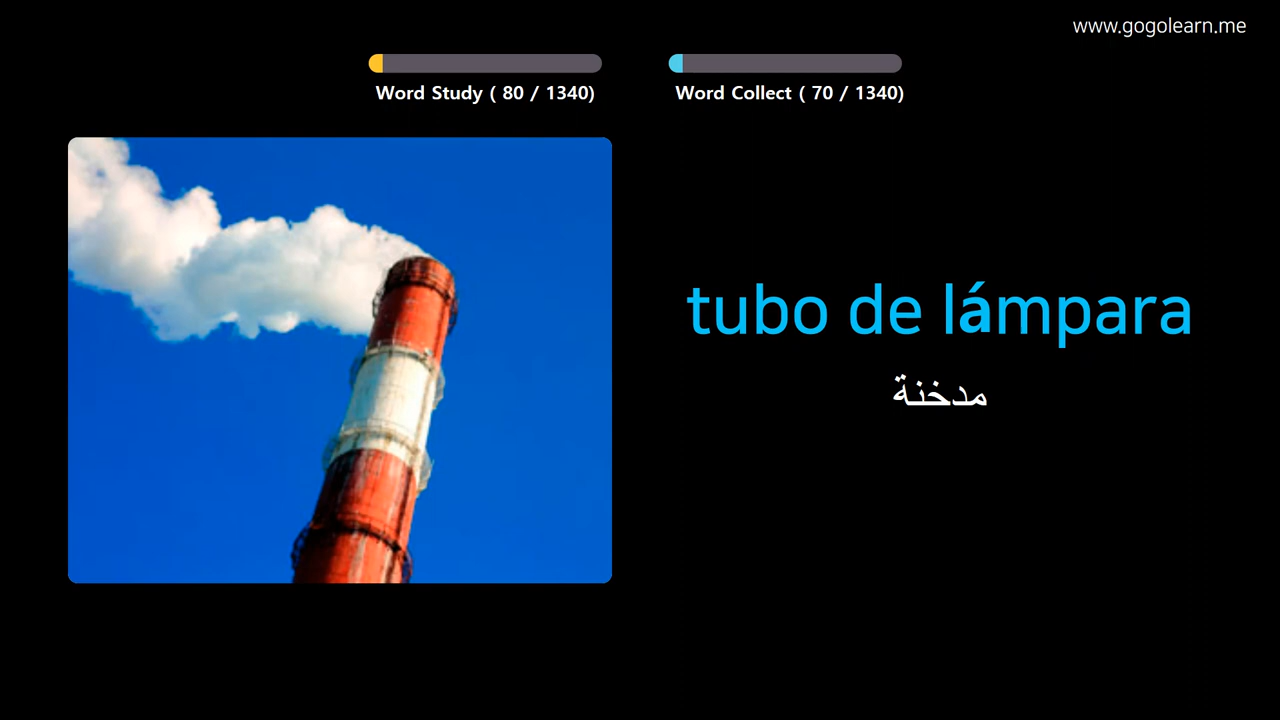 www.gogolearn.me
Word Study ( 80 / 1340)
Word Collect ( 70 / 1340)
tubo de lámpara
مدخنة